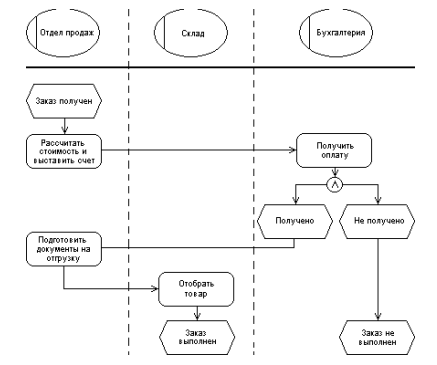 Отдел продаж
Склад
Бухгалтерия
Заказ получен
Рассчитать
стоимость и
выставить счет
Получить
оплату
Λ
Получено
Не получено
Подготовить
документы на
отгрузку
Отобрать
товар
Заказ
выполнен
Заказ не
выполнен